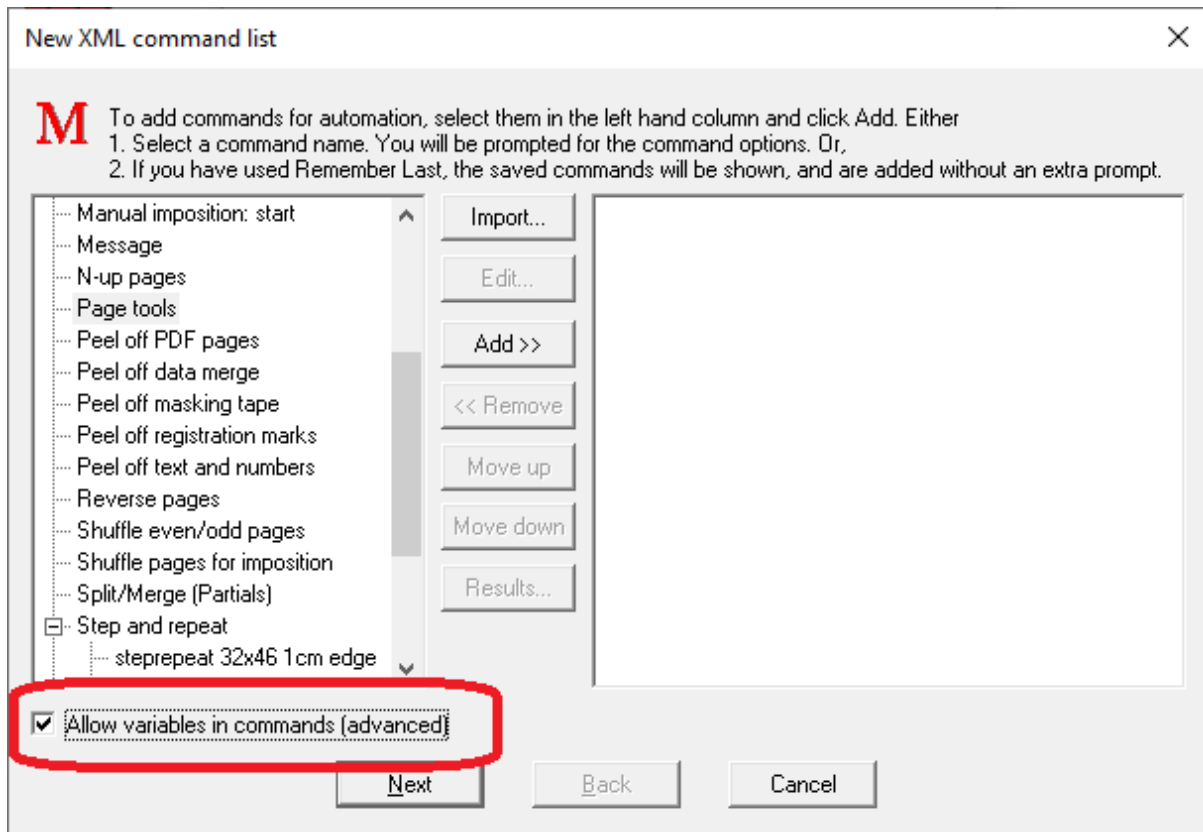 New XML command list
M
To add commands for automation, select them in the left hand column and click Add. Either
1. Select a command name. You will be prompted for the command options. Or,
2. If you have used Remember Last, the saved commands will be shown, and are added without an extra prompt.
Manual imposition: start
Message
N-up pages
Page tools
Peel off PDF pages
Peel off data merge
Peel off masking tape
Peel off registration marks
Peel off text and numbers
Reverse pages
Shuffle even/odd pages
Shuffle pages for imposition
Split/Merge (Partials)
Step and repeat
steprepeat 32x46 1cm edge
Import...
Edit...
Add >>
<< Remove
Move up
Move down
Results...
Allow variables in commands (advanced)
Next
Back
Cancel